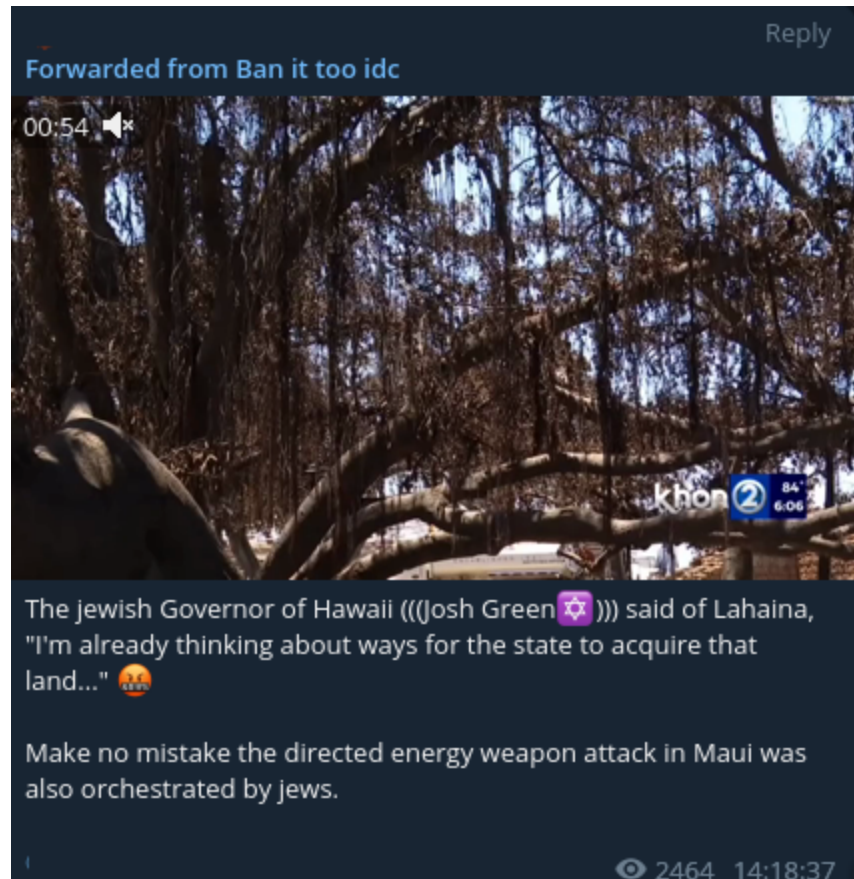 Reply
Forwarded from Ban it too idc
00:54
khon 2 84°
6:06
The jewish Governor of Hawaii (((Josh Green✡️))) said of Lahaina,
"I'm already thinking about ways for the state to acquire that
land..." 🤬
Make no mistake the directed energy weapon attack in Maui was
also orchestrated by jews.
2464 14:18:37